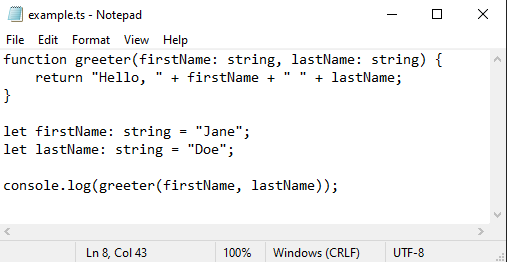 example.ts - Notepad
File Edit Format View Help
function greeter(firstName: string, lastName: string) {
    return "Hello, " + firstName + " " + lastName;
}

let firstName: string = "Jane";
let lastName: string = "Doe";

console.log(greeter(firstName, lastName));
Ln 8, Col 43 100% Windows (CRLF) UTF-8